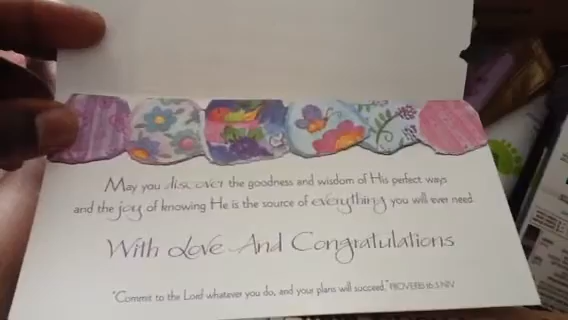 May you discover the goodness and wisdom of His perfect ways
and the joy of knowing He is the source of everything you will ever need.
With Love And Congratulations
"Commit to the Lord whatever you do, and your plans will succeed." PROVERBS 16:3 NIV